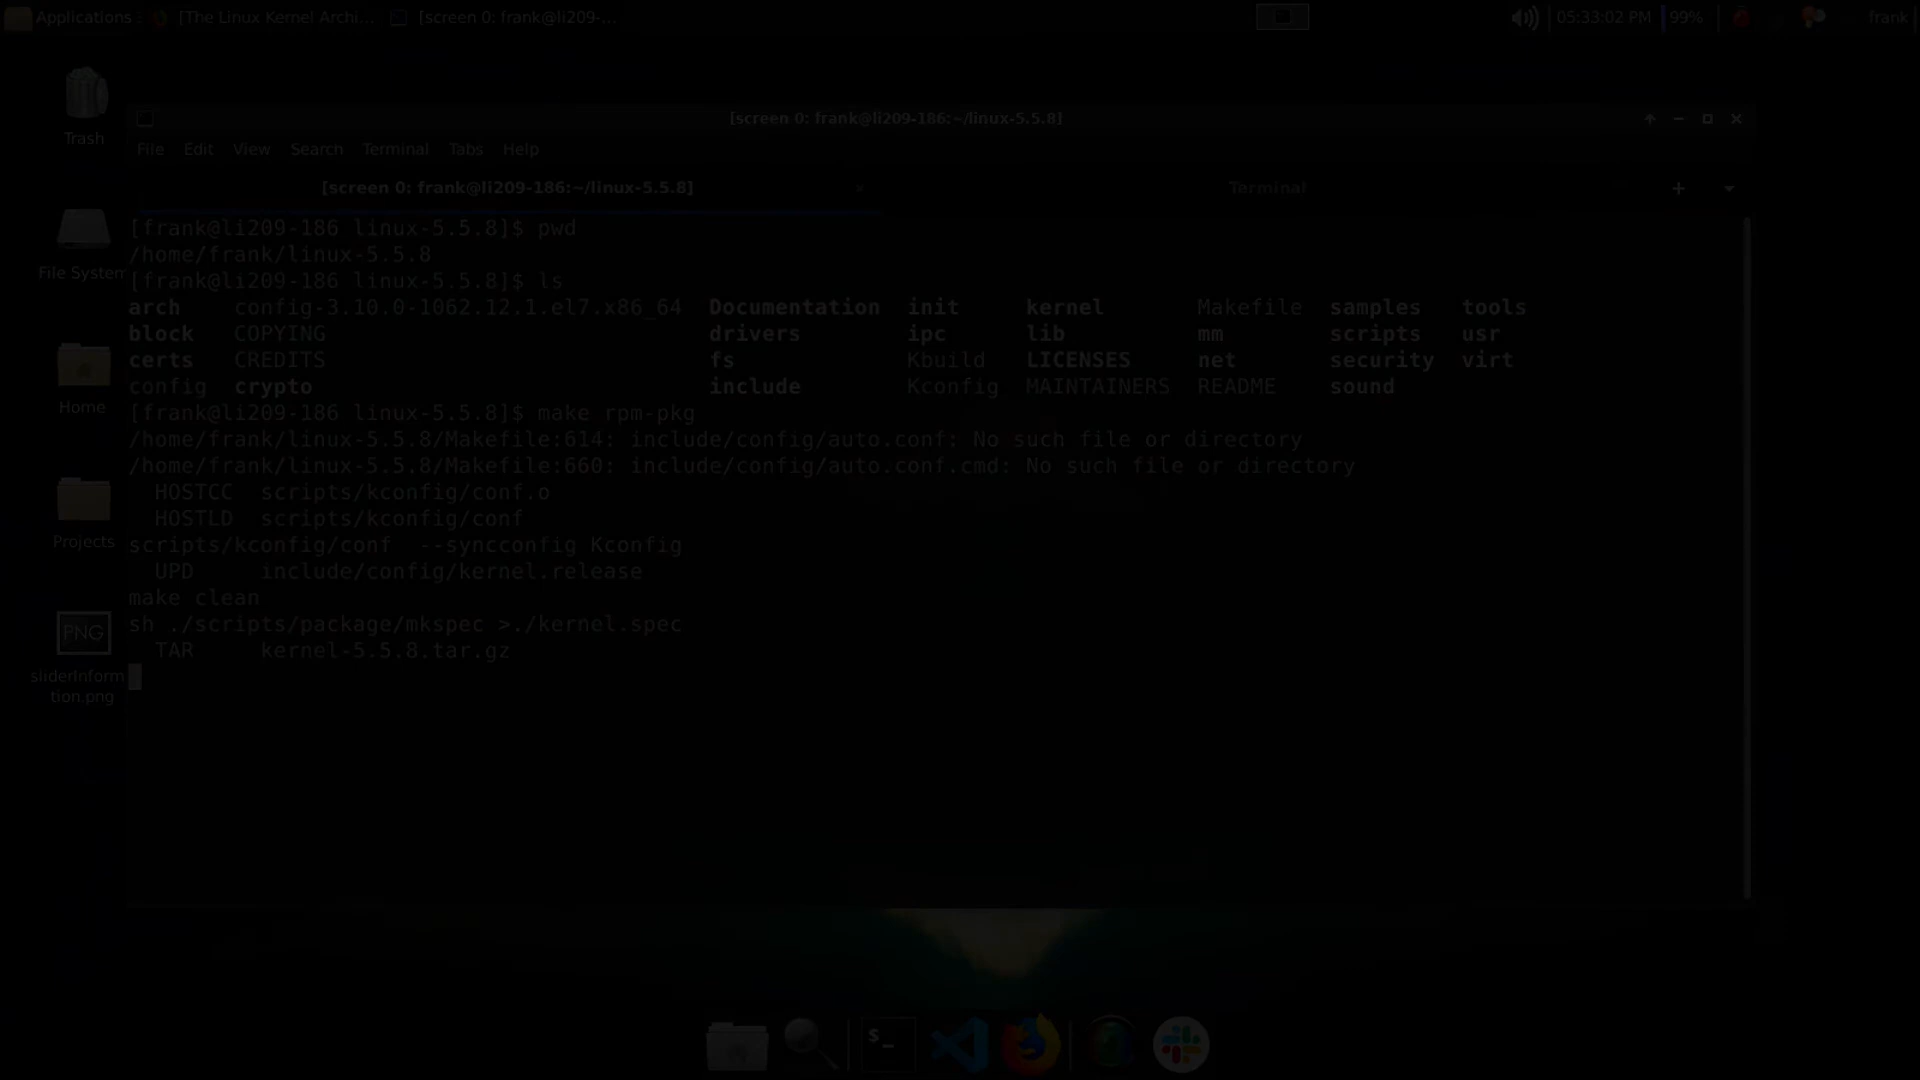 Applications : [The Linux Kernel Archi... [screen 0: frank@li209-... 05:33:02 PM 99% frank
Trash
File System
Home
Projects
PNG
sliderInform
tion.png
[screen 0: frank@li209-186:~/linux-5.5.8]
File Edit View Search Terminal Tabs Help
[screen 0: frank@li209-186:~/linux-5.5.8] × Terminal +
[frank@li209-186 linux-5.5.8]$ pwd
/home/frank/linux-5.5.8
[frank@li209-186 linux-5.5.8]$ ls
arch config-3.10.0-1062.12.1.el7.x86_64 Documentation init kernel Makefile samples tools
block COPYING drivers ipc lib mm scripts usr
certs CREDITS fs Kbuild LICENSES net security virt
config crypto include Kconfig MAINTAINERS README sound
[frank@li209-186 linux-5.5.8]$ make rpm-pkg
/home/frank/linux-5.5.8/Makefile:614: include/config/auto.conf: No such file or directory
/home/frank/linux-5.5.8/Makefile:660: include/config/auto.conf.cmd: No such file or directory
HOSTCC scripts/kconfig/conf.o
HOSTLD scripts/kconfig/conf
scripts/kconfig/conf --syncconfig Kconfig
UPD include/config/kernel.release
make clean
sh ./scripts/package/mkspec >./kernel.spec
TAR kernel-5.5.8.tar.gz
$_